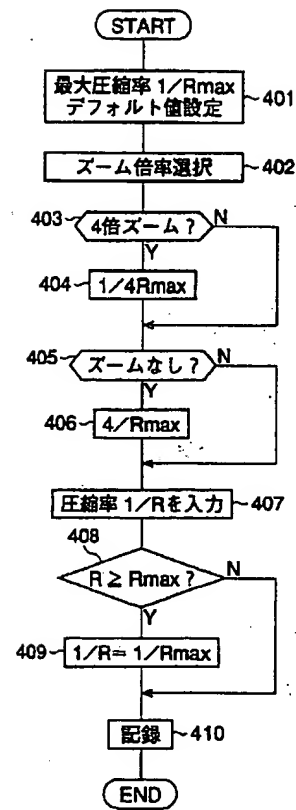 START
最大圧縮率 1/Rmax
デフォルト値設定
401
ズーム倍率選択
402
403
4倍ズーム?
N
Y
404
1/4Rmax
405
ズームなし?
N
Y
406
4/Rmax
圧縮率 1/Rを入力
407
408
R ≥ Rmax ?
N
Y
409
1/R= 1/Rmax
記録
410
END